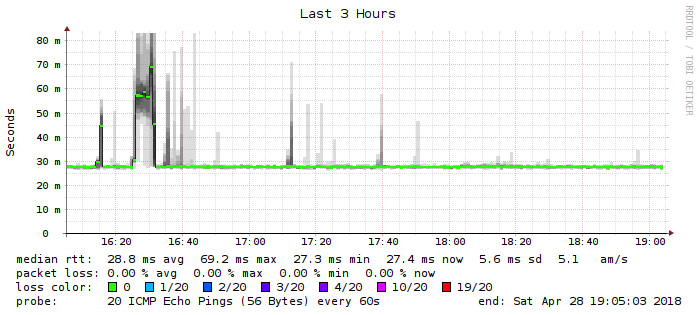 Last 3 Hours
RRDTOOL / TOBI OETIKER
Seconds
80 m
70 m
60 m
50 m
40 m
30 m
20 m
10 m
0
16:20 16:40 17:00 17:20 17:40 18:00 18:20 18:40 19:00
median rtt: 28.8 ms avg 69.2 ms max 27.3 ms min 27.4 ms now 5.6 ms sd 5.1 am/s
packet loss: 0.00 % avg 0.00 % max 0.00 % min 0.00 % now
loss color: 0 1/20 2/20 3/20 4/20 10/20 19/20
probe: 20 ICMP Echo Pings (56 Bytes) every 60s end: Sat Apr 28 19:05:03 2018